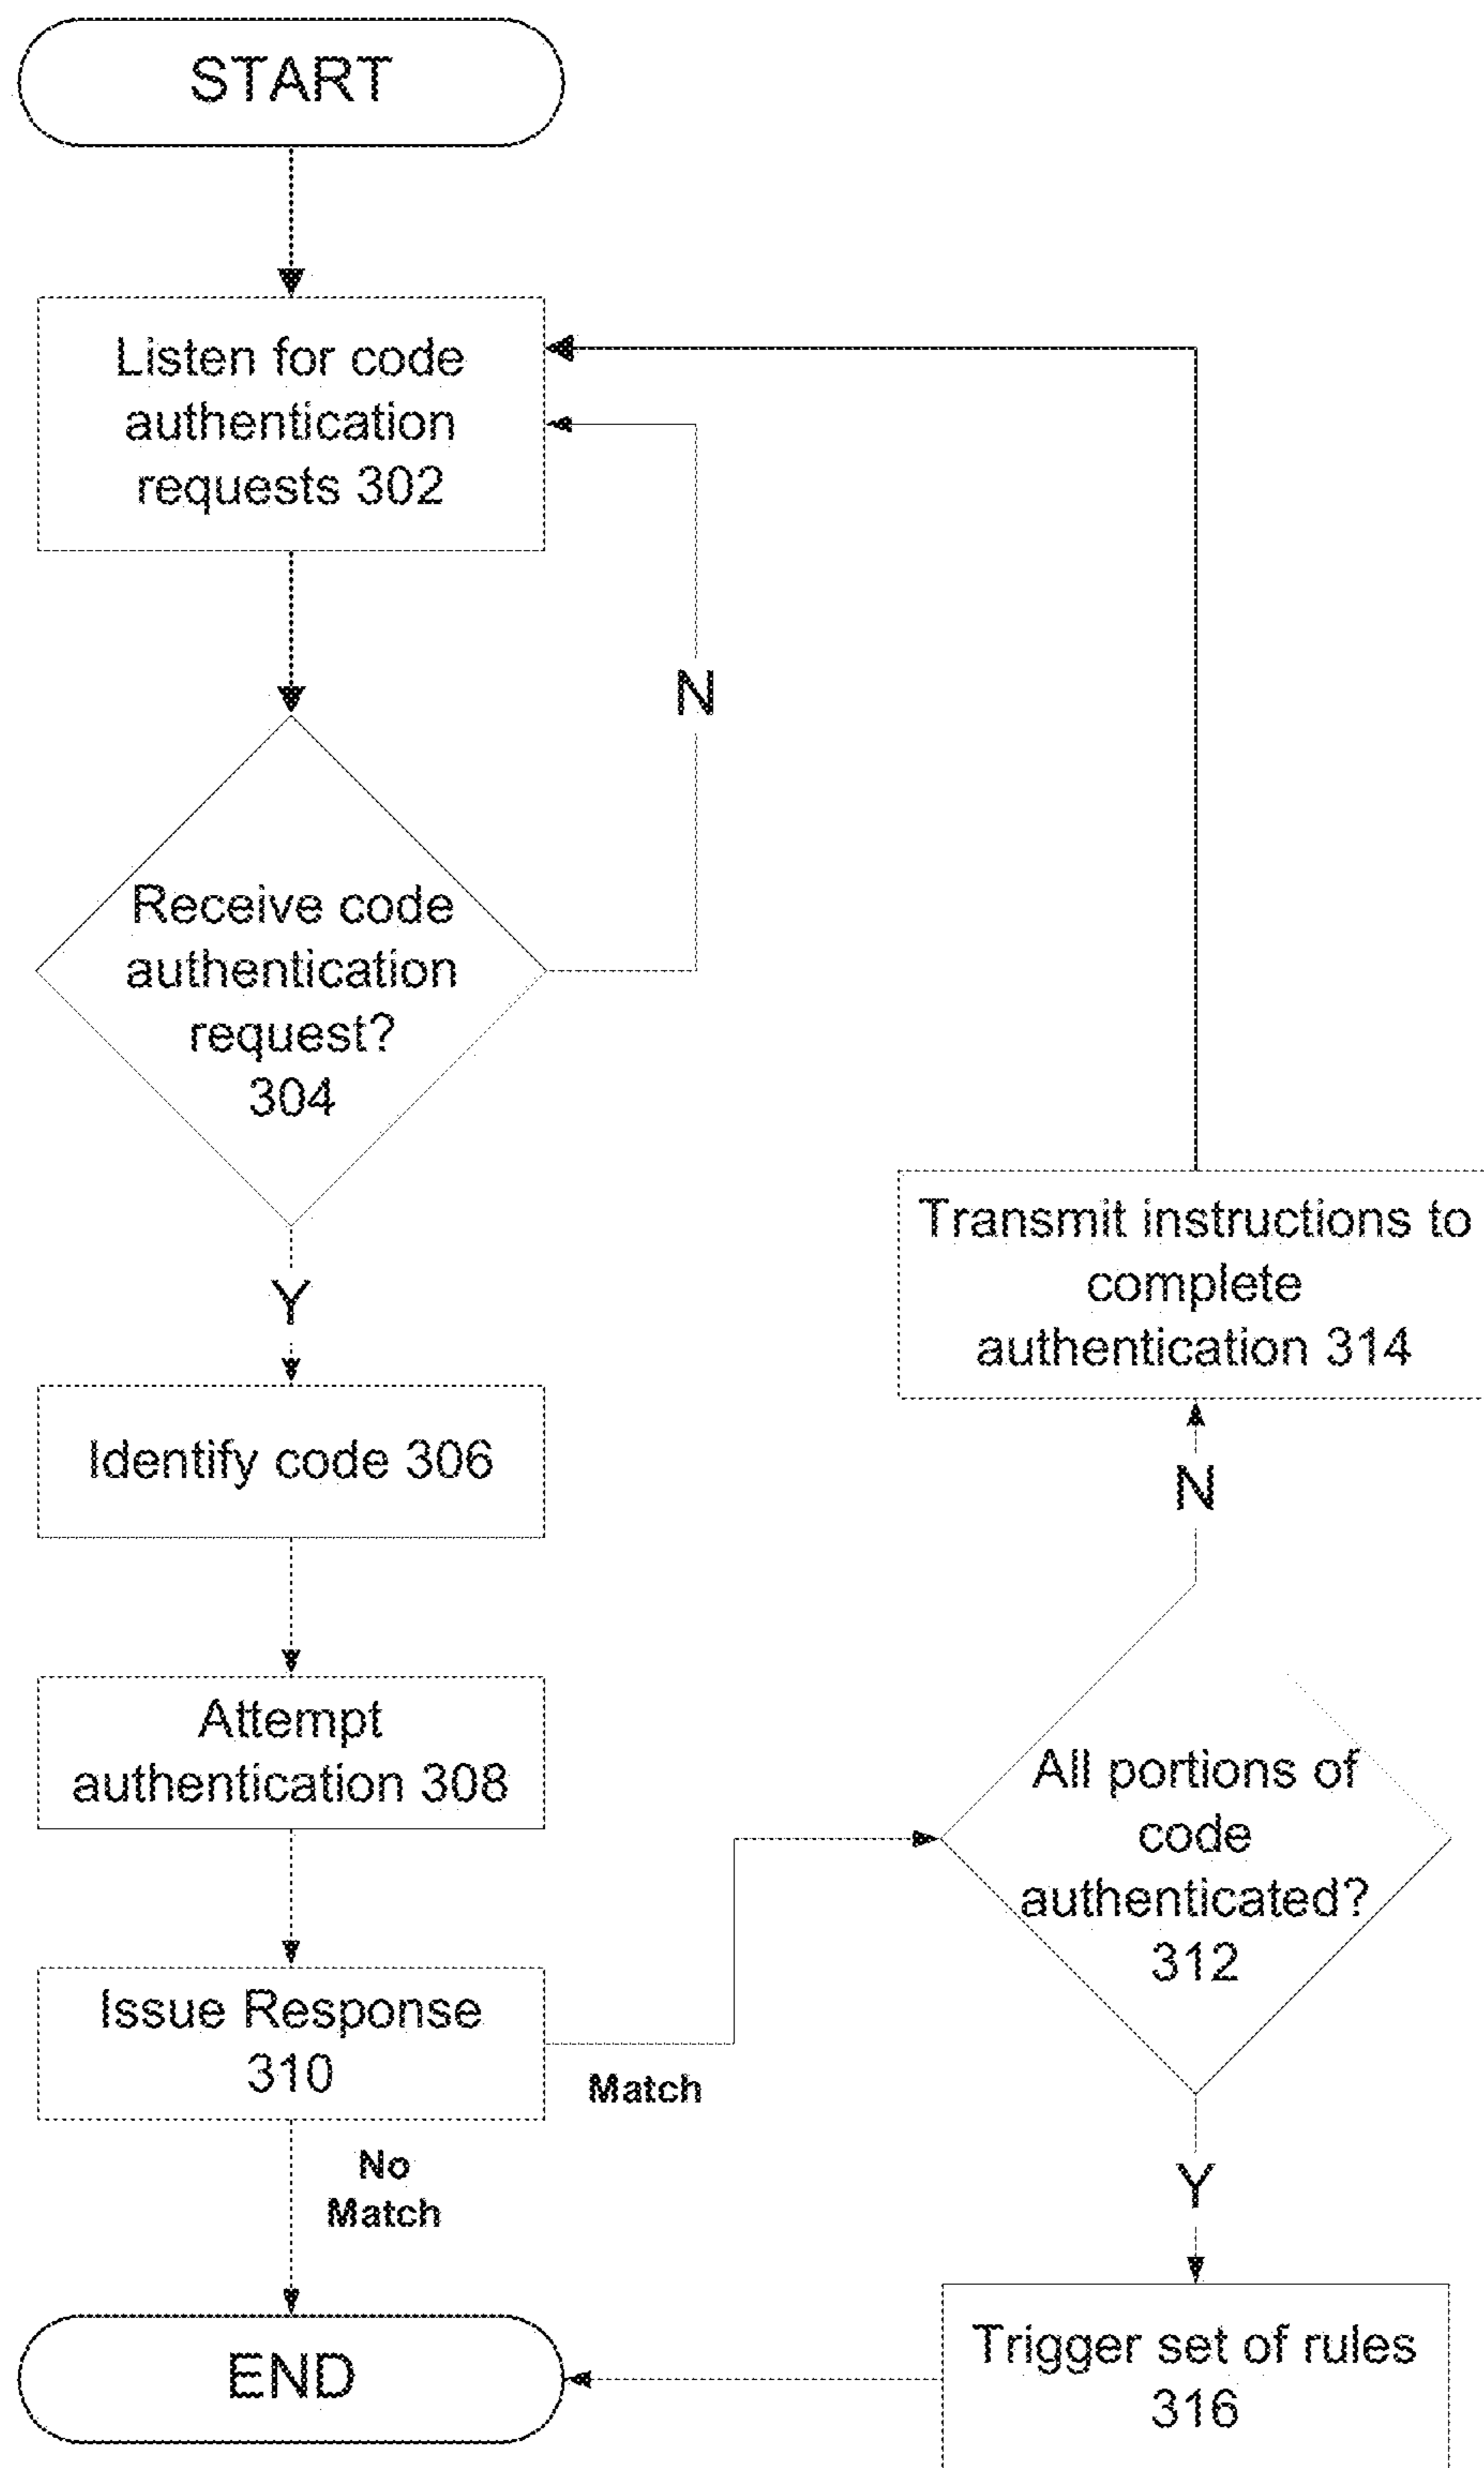 START
Listen for code
authentication
requests 302
N
Receive code
authentication
request?
304
Y
Transmit instructions to
complete
authentication 314
Identify code 306
N
Attempt
authentication 308
All portions of
code
authenticated?
312
Issue Response
310
Match
No
Match
Y
END
Trigger set of rules
316